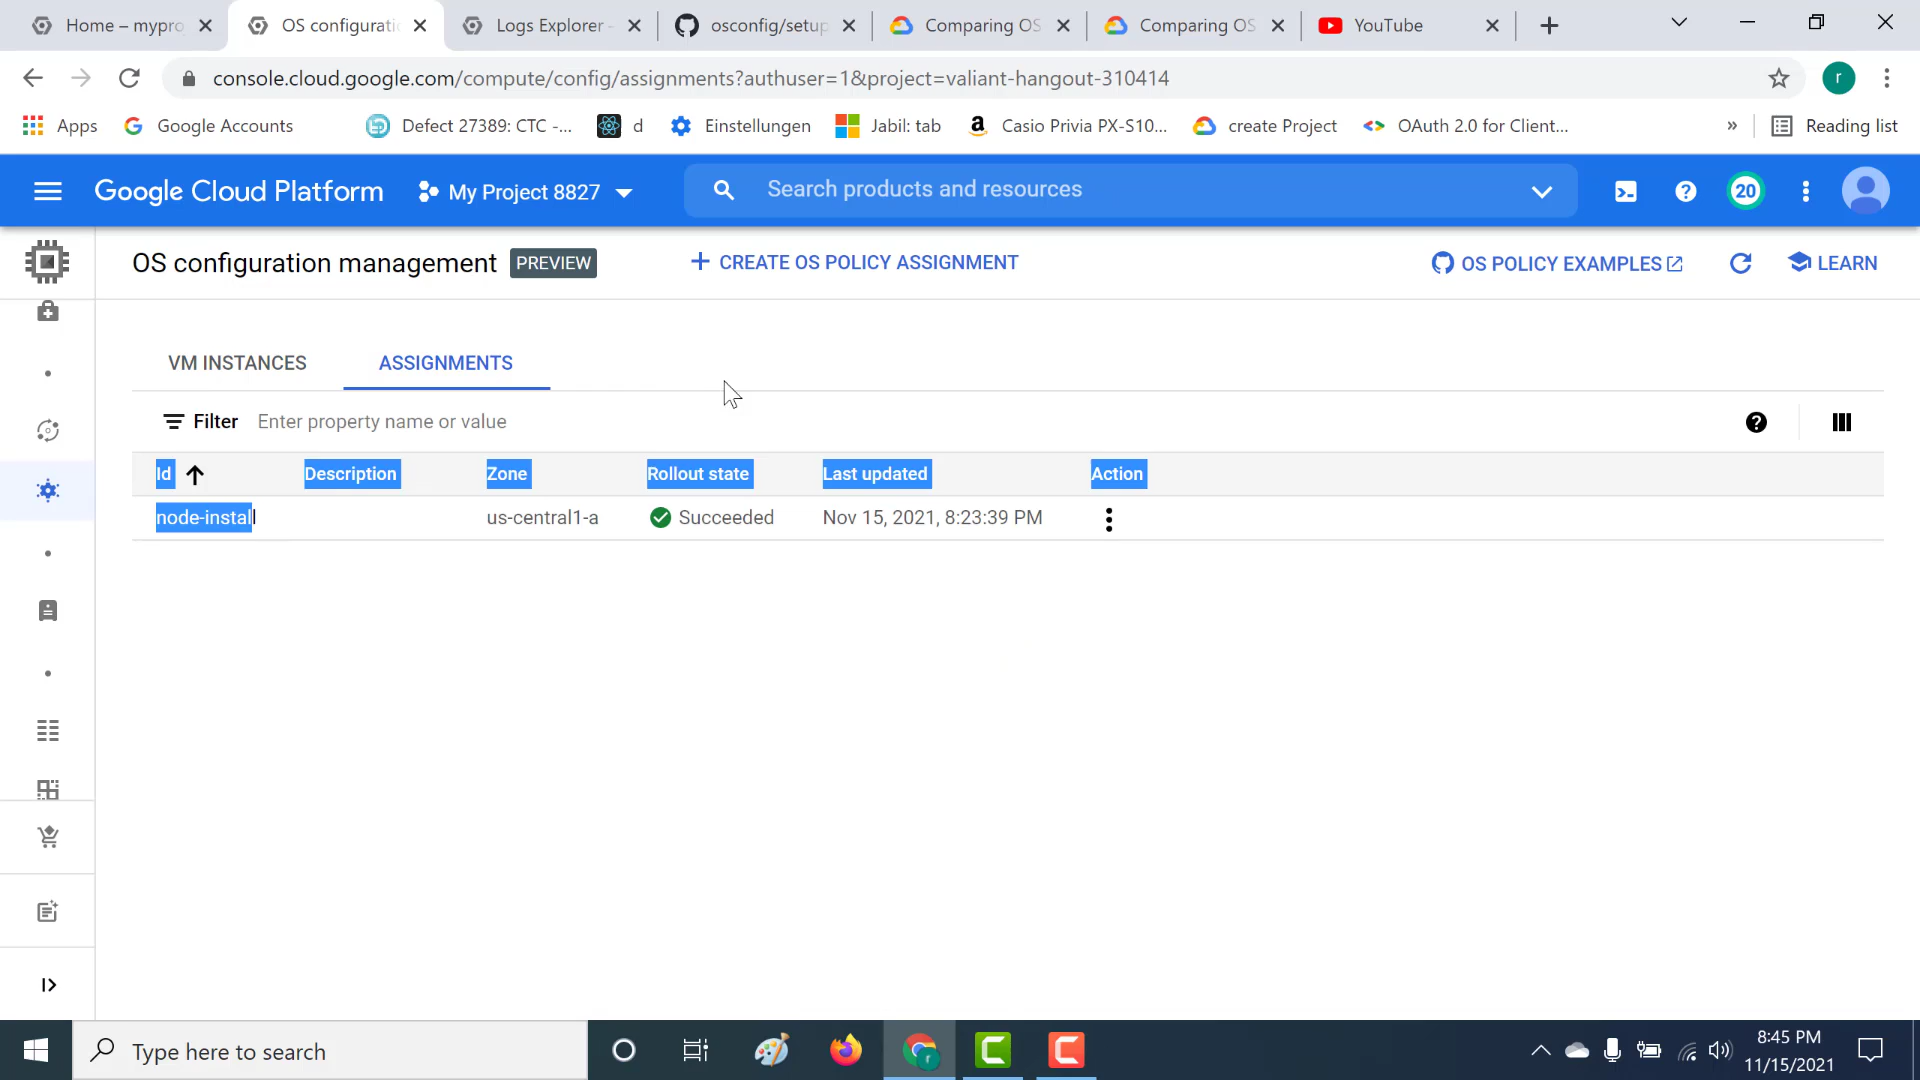 Home – mypro
OS configurati
Logs Explorer -
osconfig/setup
Comparing OS
Comparing OS
YouTube
console.cloud.google.com/compute/config/assignments?authuser=1&project=valiant-hangout-310414
r
Apps
Google Accounts
Defect 27389: CTC -...
d
Einstellungen
Jabil: tab
Casio Privia PX-S10...
create Project
OAuth 2.0 for Client...
»
Reading list
Google Cloud Platform
My Project 8827
Search products and resources
20
OS configuration management
PREVIEW
+ CREATE OS POLICY ASSIGNMENT
OS POLICY EXAMPLES
LEARN
VM INSTANCES
ASSIGNMENTS
Filter
Enter property name or value
Id
Description
Zone
Rollout state
Last updated
Action
node-install
us-central1-a
Succeeded
Nov 15, 2021, 8:23:39 PM
Type here to search
8:45 PM
11/15/2021